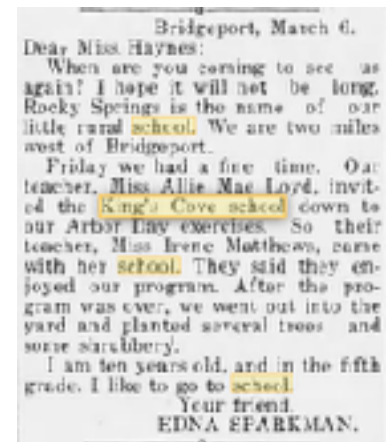 Bridgeport, March 6.
Dear Miss Haynes:
When are you coming to see us
again? I hope it will not be long.
Rocky Springs is the name of our
little rural school. We are two miles
west of Bridgeport.
Friday we had a fine time. Our
teacher, Miss Allie Mae Loyd, invit-
ed the King's Cove school down to
our Arbor Day exercises. So their
teacher, Miss Irene Matthews, came
with her school. They said they en-
joyed our program. After the pro-
gram was over, we went out into the
yard and planted several trees and
some shrubbery.
I am ten years old, and in the fifth
grade. I like to go to school.
Your friend
EDNA SPARKMAN.